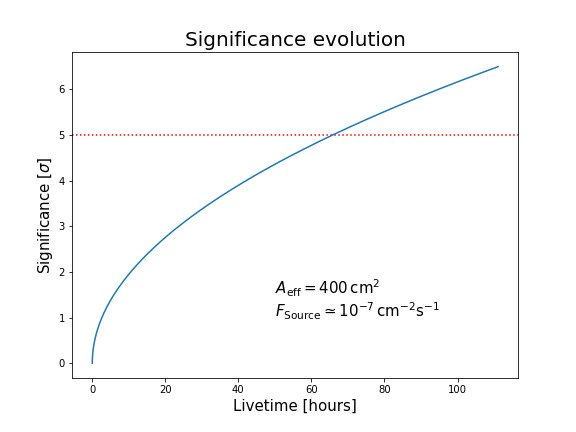 Significance evolution
6
5
4
3
2
1
0
Significance [σ]
A_eff = 400 cm²
F_Source ≃ 10⁻⁷ cm⁻²s⁻¹
0 20 40 60 80 100
Livetime [hours]